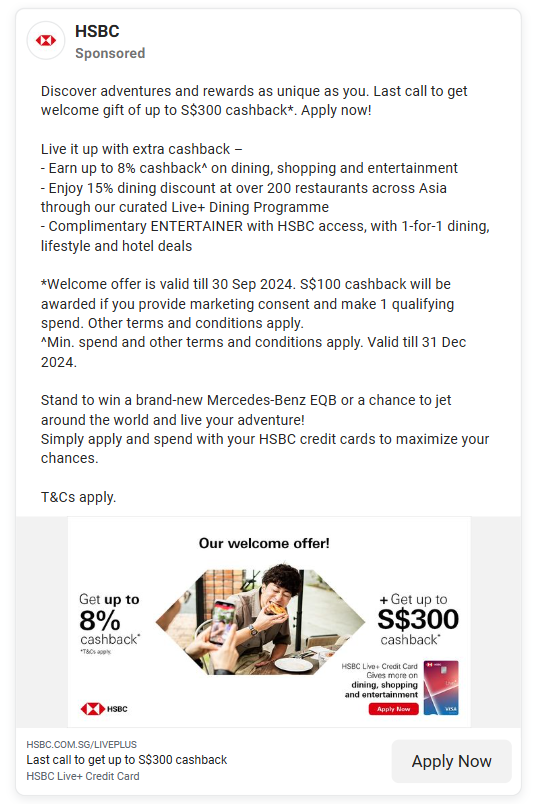 HSBC
Sponsored
Discover adventures and rewards as unique as you. Last call to get
welcome gift of up to S$300 cashback*. Apply now!
Live it up with extra cashback –
- Earn up to 8% cashback^ on dining, shopping and entertainment
- Enjoy 15% dining discount at over 200 restaurants across Asia
through our curated Live+ Dining Programme
- Complimentary ENTERTAINER with HSBC access, with 1-for-1 dining,
lifestyle and hotel deals
*Welcome offer is valid till 30 Sep 2024. S$100 cashback will be
awarded if you provide marketing consent and make 1 qualifying
spend. Other terms and conditions apply.
^Min. spend and other terms and conditions apply. Valid till 31 Dec
2024.
Stand to win a brand-new Mercedes-Benz EQB or a chance to jet
around the world and live your adventure!
Simply apply and spend with your HSBC credit cards to maximize your
chances.
T&Cs apply.
Our welcome offer!
Get up to
8%
cashback*
*T&Cs apply.
+ Get up to
S$300
cashback*
HSBC Live+ Credit Card
Gives more on
dining, shopping
and entertainment
Apply Now
VISA
HSBC
HSBC.COM.SG/LIVEPLUS
Last call to get up to S$300 cashback
HSBC Live+ Credit Card
Apply Now